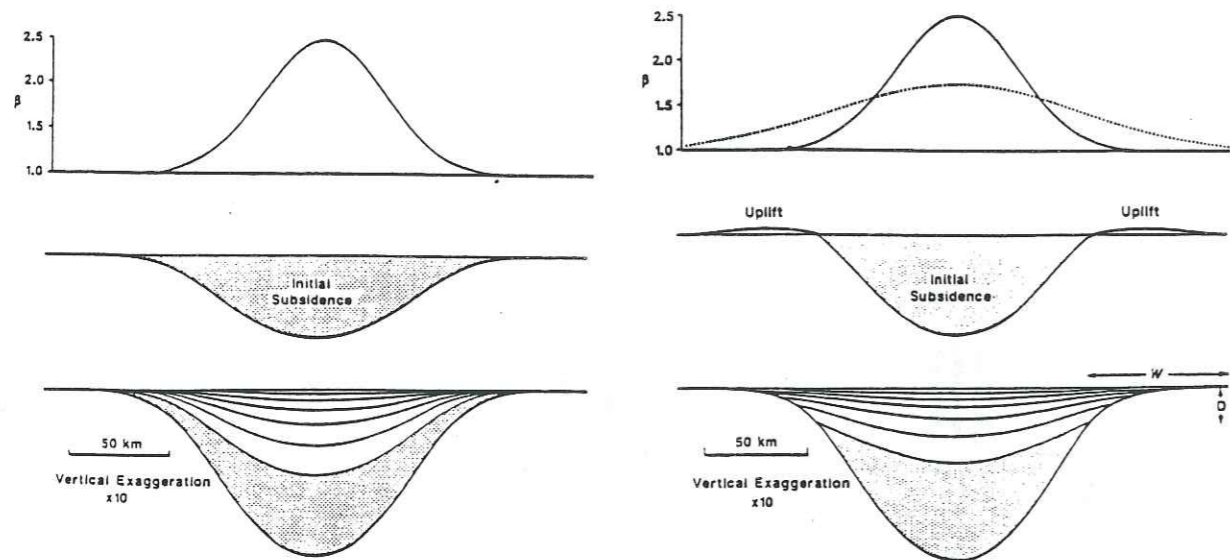 2.5
2.0
β
1.5
1.0
Initial
Subsidence
50 km
Vertical Exaggeration
x10
2.5
2.0
β
1.5
1.0
Uplift
Uplift
Initial
Subsidence
W
D
50 km
Vertical Exaggeration
x10